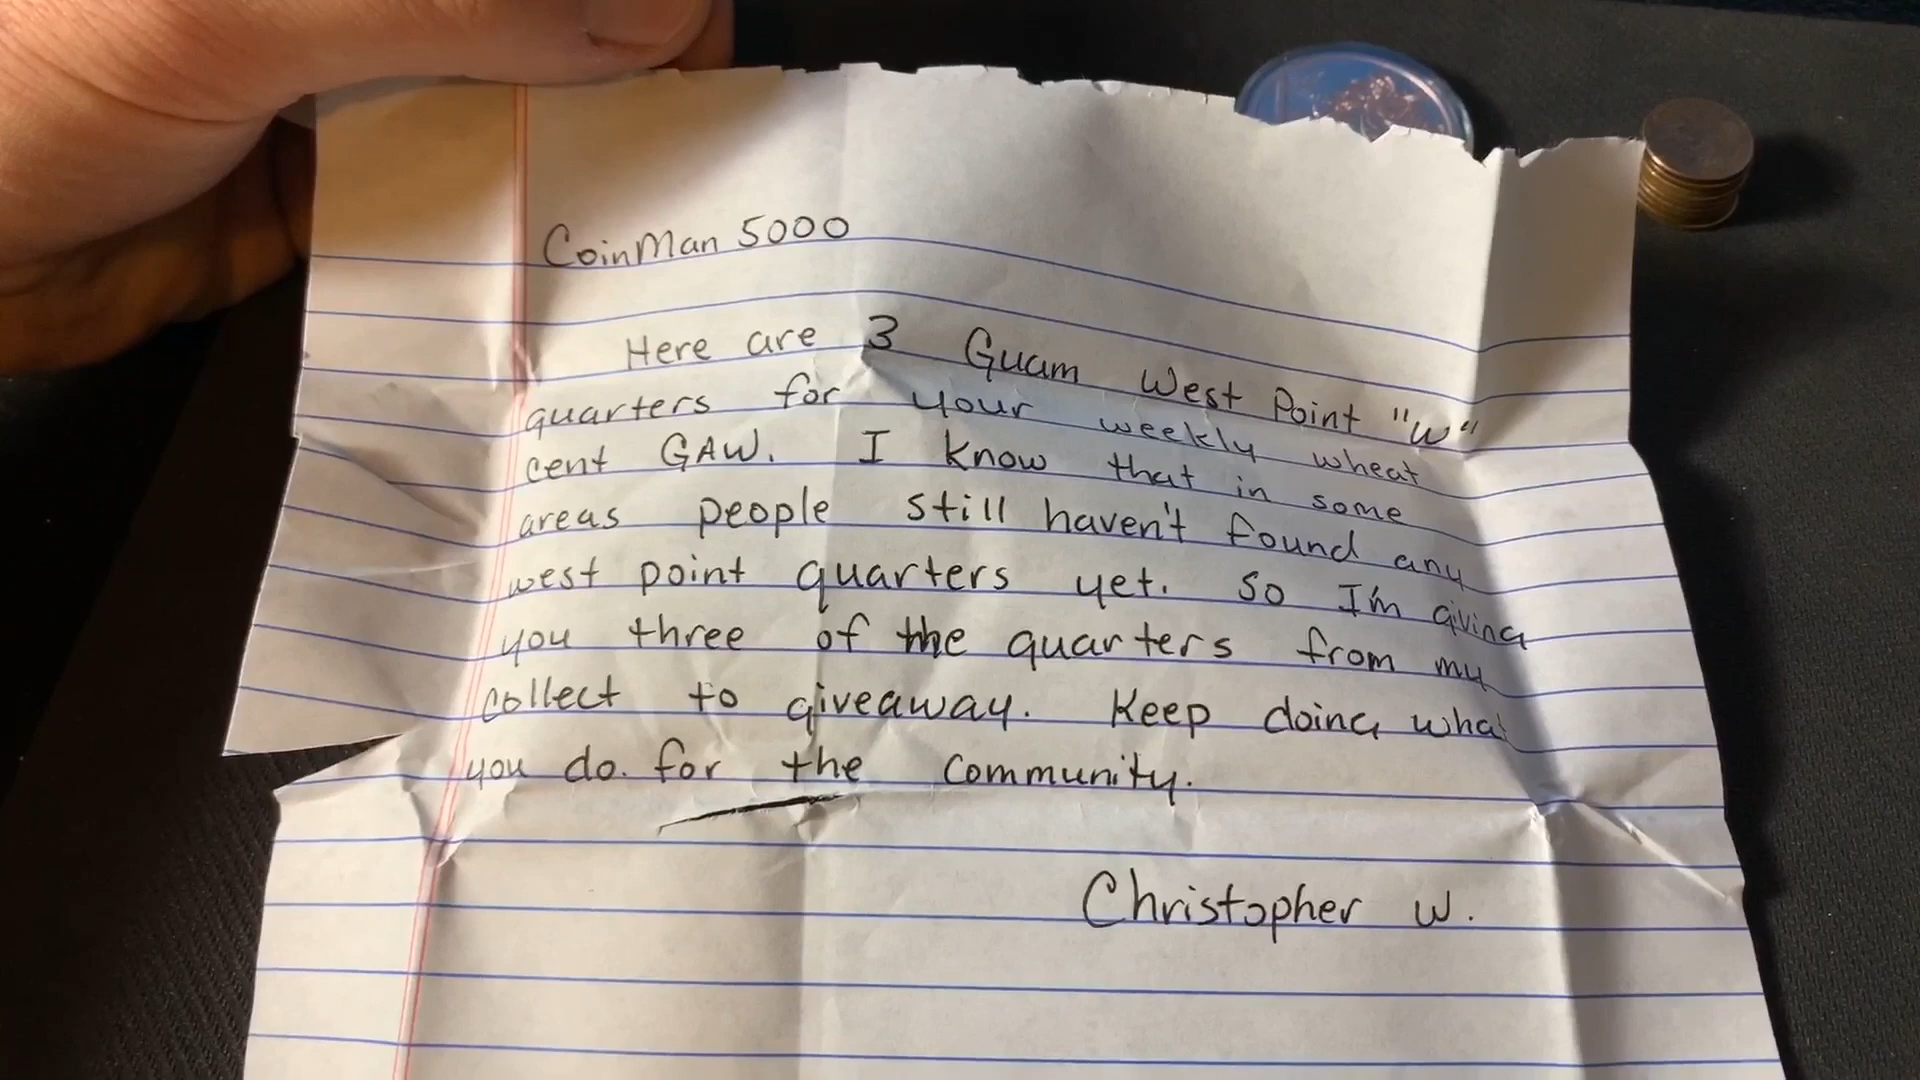 CoinMan 5000
Here are 3 Guam West Point "W"
quarters for your weekly wheat
cent GAW. I know that in some
areas people still haven't found any
west point quarters yet. So I'm giving
you three of the quarters from my
collect to giveaway. Keep doing what
you do. for the community.
Christopher W.